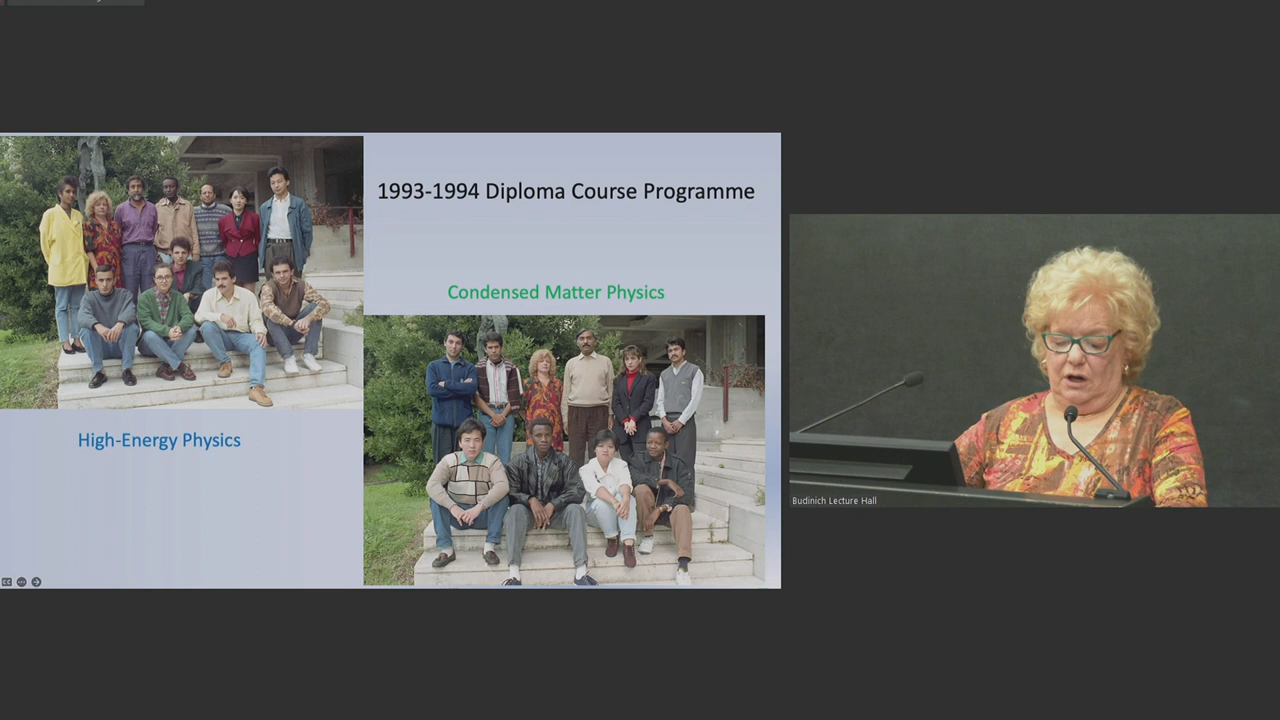 1993-1994 Diploma Course Programme
Condensed Matter Physics
High-Energy Physics
Budinich Lecture Hall